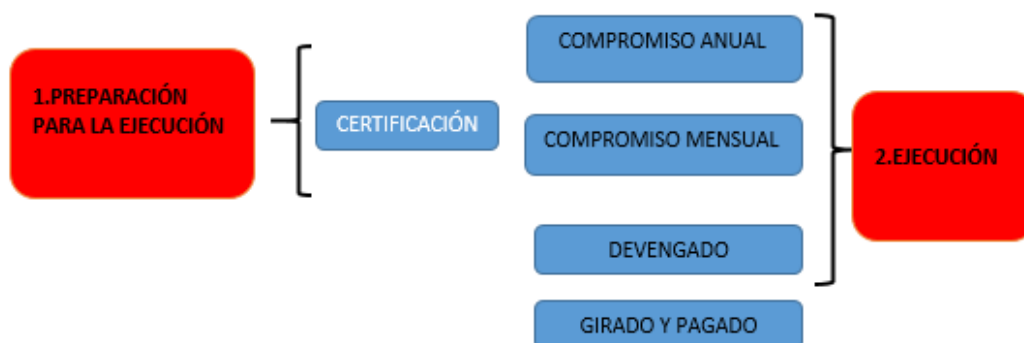 1.PREPARACIÓN
PARA LA EJECUCIÓN
CERTIFICACIÓN
COMPROMISO ANUAL
COMPROMISO MENSUAL
DEVENGADO
GIRADO Y PAGADO
2.EJECUCIÓN